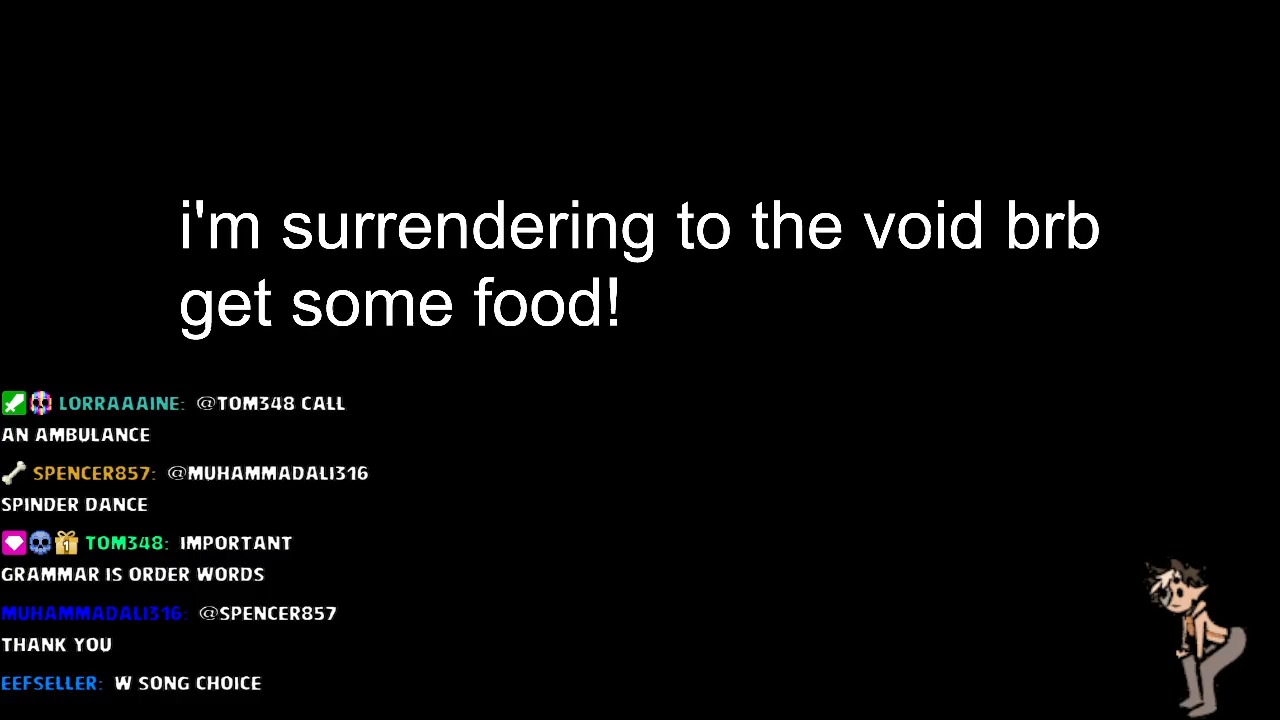 i'm surrendering to the void brb
get some food!
LORRAAAINE: @TOM348 CALL
AN AMBULANCE
SPENCER857: @MUHAMMADALI316
SPINDER DANCE
1 TOM348: IMPORTANT
GRAMMAR IS ORDER WORDS
MUHAMMADALI316: @SPENCER857
THANK YOU
EEFSELLER: W SONG CHOICE